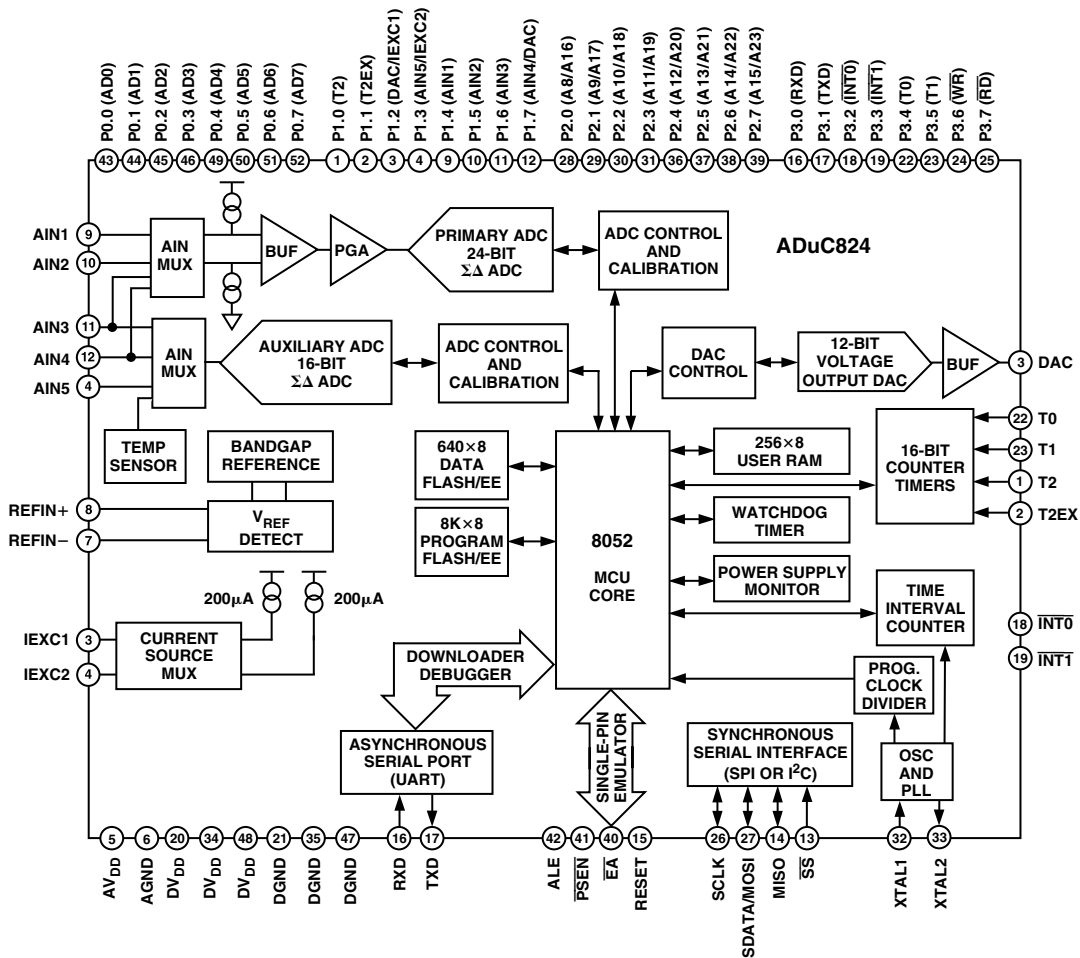 P0.0 (AD0)
P0.1 (AD1)
P0.2 (AD2)
P0.3 (AD3)
P0.4 (AD4)
P0.5 (AD5)
P0.6 (AD6)
P0.7 (AD7)
P1.0 (T2)
P1.1 (T2EX)
P1.2 (DAC/IEXC1)
P1.3 (AIN5/IEXC2)
P1.4 (AIN1)
P1.5 (AIN2)
P1.6 (AIN3)
P1.7 (AIN4/DAC)
P2.0 (A8/A16)
P2.1 (A9/A17)
P2.2 (A10/A18)
P2.3 (A11/A19)
P2.4 (A12/A20)
P2.5 (A13/A21)
P2.6 (A14/A22)
P2.7 (A15/A23)
P3.0 (RXD)
P3.1 (TXD)
P3.2 (INT0)
P3.3 (INT1)
P3.4 (T0)
P3.5 (T1)
P3.6 (WR)
P3.7 (RD)
43 44 45 46 49 50 51 52 1 2 3 4 9 10 11 12 28 29 30 31 36 37 38 39 16 17 18 19 22 23 24 25
ADuC824
AIN1 9
AIN2 10
AIN3 11
AIN4 12
AIN5 4
AIN
MUX
BUF
PGA
PRIMARY ADC
24-BIT
ΣΔ ADC
ADC CONTROL
AND
CALIBRATION
AIN
MUX
AUXILIARY ADC
16-BIT
ΣΔ ADC
ADC CONTROL
AND
CALIBRATION
DAC
CONTROL
12-BIT
VOLTAGE
OUTPUT DAC
BUF
3 DAC
TEMP
SENSOR
BANDGAP
REFERENCE
REFIN+ 8
REFIN− 7
VREF
DETECT
640×8
DATA
FLASH/EE
8K×8
PROGRAM
FLASH/EE
8052
MCU
CORE
256×8
USER RAM
WATCHDOG
TIMER
POWER SUPPLY
MONITOR
16-BIT
COUNTER
TIMERS
22 T0
23 T1
1 T2
2 T2EX
TIME
INTERVAL
COUNTER
18 INT0
19 INT1
200µA
200µA
IEXC1 3
IEXC2 4
CURRENT
SOURCE
MUX
DOWNLOADER
DEBUGGER
PROG.
CLOCK
DIVIDER
ASYNCHRONOUS
SERIAL PORT
(UART)
SINGLE-PIN
EMULATOR
SYNCHRONOUS
SERIAL INTERFACE
(SPI OR I²C)
OSC
AND
PLL
5 6 20 34 48 21 35 47 16 17 42 41 40 15 26 27 14 13 32 33
AVDD
AGND
DVDD
DVDD
DVDD
DGND
DGND
DGND
RXD
TXD
ALE
PSEN
EA
RESET
SCLK
SDATA/MOSI
MISO
SS
XTAL1
XTAL2